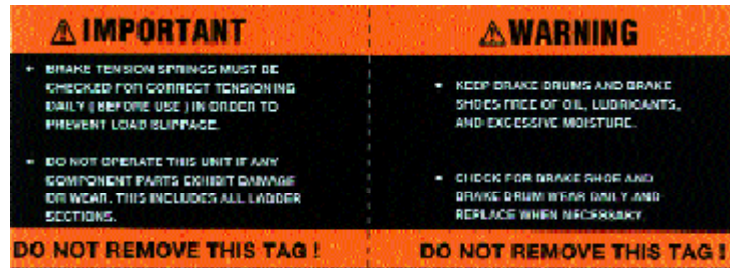 IMPORTANT
• BRAKE TENSION SPRINGS MUST BE
CHECKED FOR CORRECT TENSIONING
DAILY ( BEFORE USE ) IN ORDER TO
PREVENT LOAD SLIPPAGE.
• DO NOT OPERATE THIS UNIT IF ANY
COMPONENT PARTS EXHIBIT DAMAGE
OR WEAR. THIS INCLUDES ALL LADDER
SECTIONS.
DO NOT REMOVE THIS TAG !
WARNING
• KEEP BRAKE DRUMS AND BRAKE
SHOES FREE OF OIL, LUBRICANTS,
AND EXCESSIVE MOISTURE.
• CHECK FOR BRAKE SHOE AND
BRAKE DRUM WEAR DAILY AND
REPLACE WHEN NECESSARY.
DO NOT REMOVE THIS TAG !